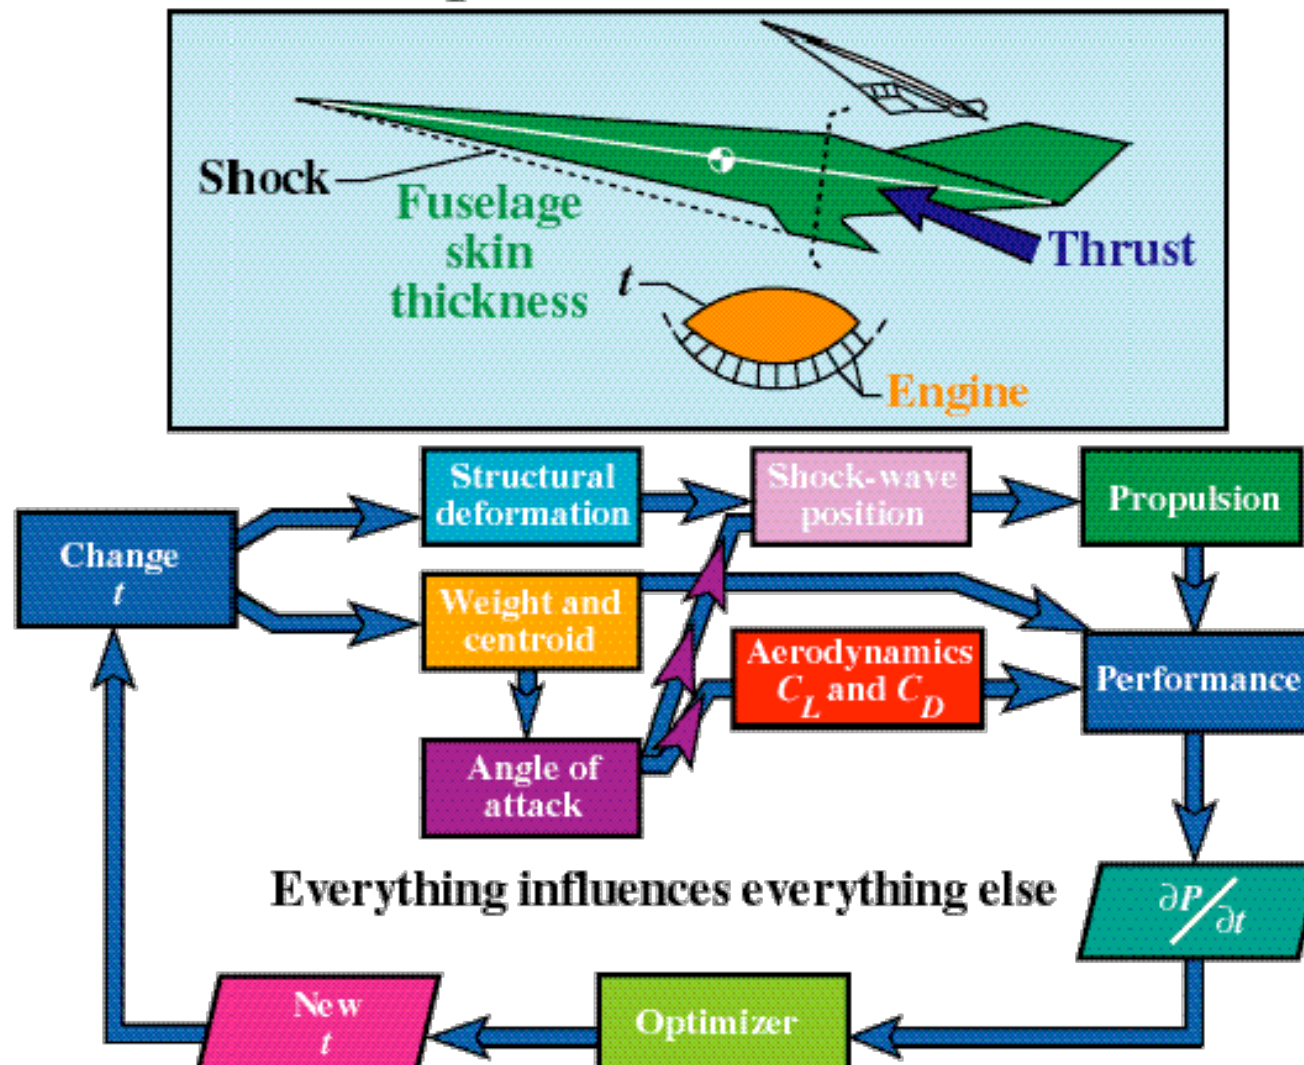 Shock
Fuselage
skin
thickness
t
Thrust
Engine
Structural
deformation
Shock-wave
position
Propulsion
Change
t
Weight and
centroid
Aerodynamics
C_L and C_D
Performance
Angle of
attack
Everything influences everything else
∂P/∂t
New
t
Optimizer